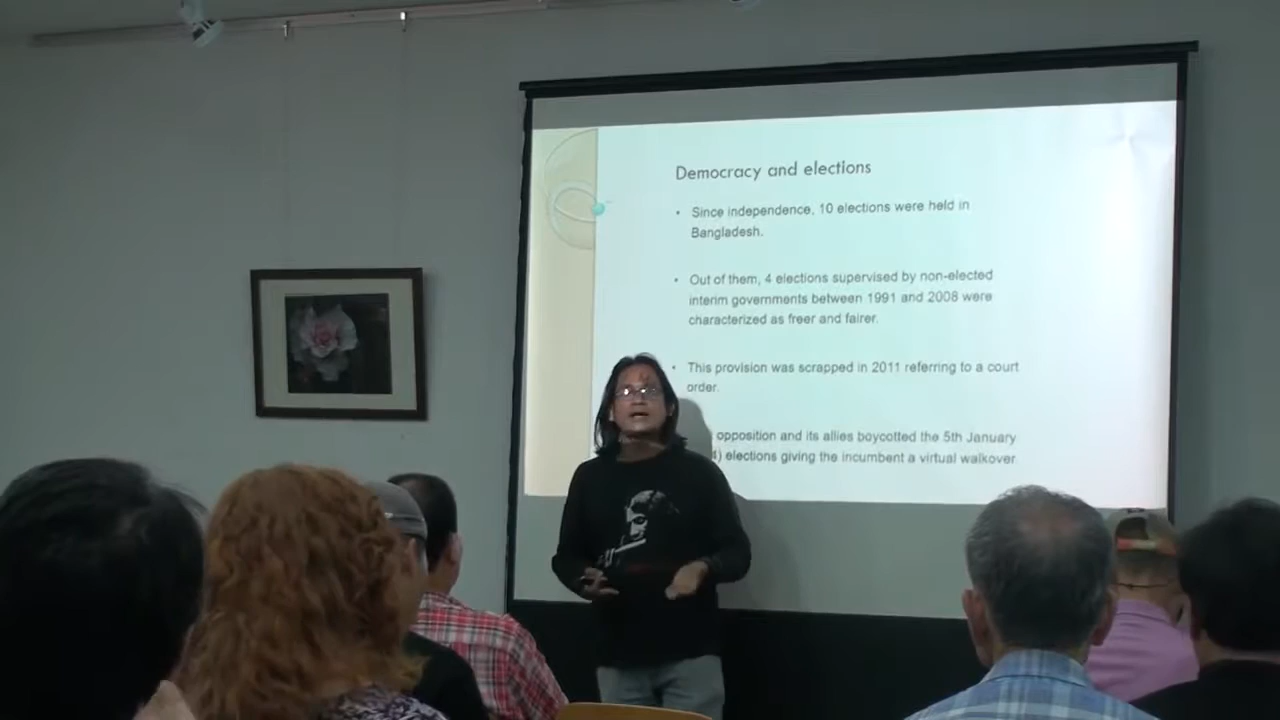 Democracy and elections
• Since independence, 10 elections were held in
Bangladesh.
• Out of them, 4 elections supervised by non-elected
interim governments between 1991 and 2008 were
characterized as freer and fairer.
• This provision was scrapped in 2011 referring to a court
order.
opposition and its allies boycotted the 5th January
4) elections giving the incumbent a virtual walkover.